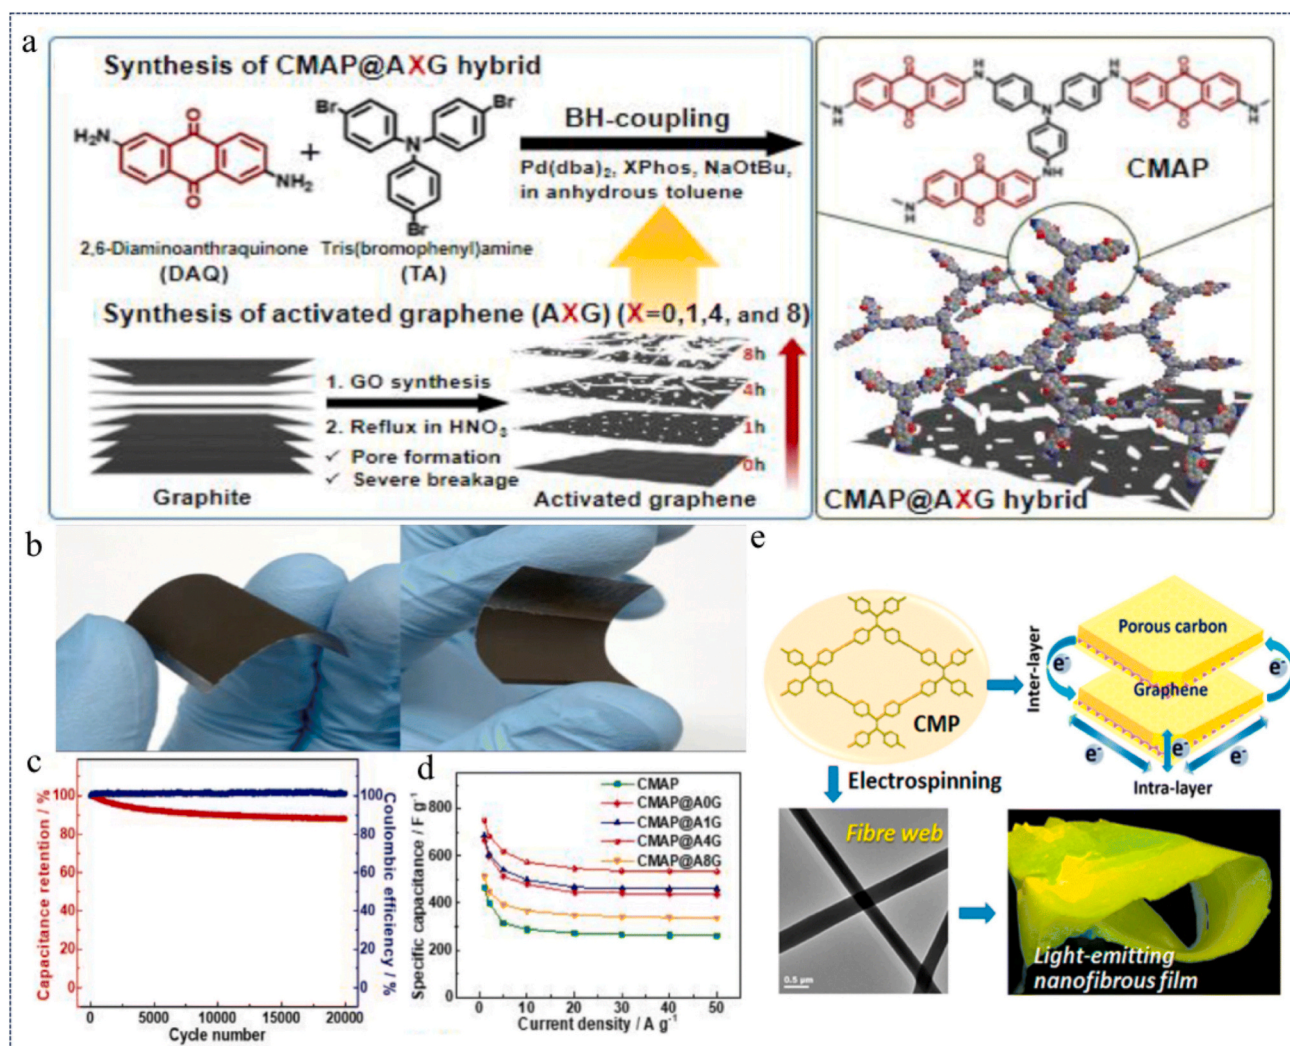 a
Synthesis of CMAP@AXG hybrid
H₂N
O
O
NH₂
+
Br
Br
N
Br
BH-coupling
Pd(dba)₂, XPhos, NaOtBu,
in anhydrous toluene
2,6-Diaminoanthraquinone
(DAQ)
Tris(bromophenyl)amine
(TA)
Synthesis of activated graphene (AXG) (X=0,1,4, and 8)
1. GO synthesis
2. Reflux in HNO₃
✓ Pore formation
✓ Severe breakage
Graphite
8h
4h
1h
0h
Activated graphene
O
O
N
H
H
N
N
H
N
O
O
N
H
O
O
NH
N
H
O
O
CMAP
CMAP@AXG hybrid
b
c
Capacitance retention / %
100
80
60
40
20
0
100
80
60
40
20
0
Coulombic efficiency / %
0
5000
10000
15000
20000
Cycle number
d
Specific capacitance / F g⁻¹
800
600
400
200
0
CMAP
CMAP@A0G
CMAP@A1G
CMAP@A4G
CMAP@A8G
0
10
20
30
40
50
Current density / A g⁻¹
e
CMP
Inter-layer
Porous carbon
e⁻
e⁻
Graphene
e⁻
e⁻
e⁻
Intra-layer
Electrospinning
Fibre web
0.5 μm
Light-emitting
nanofibrous film